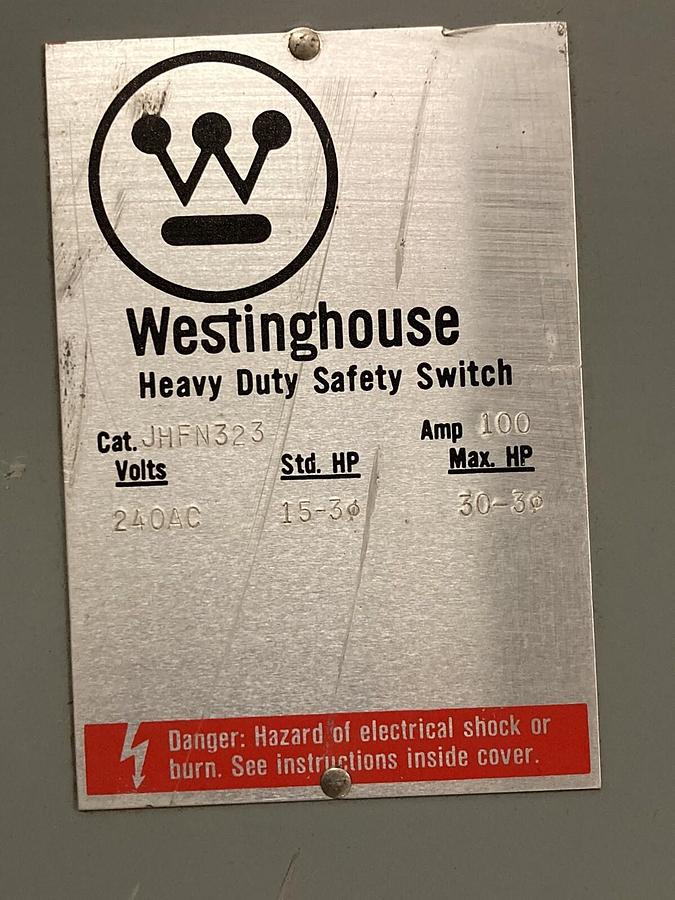 W
Westinghouse
Heavy Duty Safety Switch
Cat. JHFN323 Amp 100
Volts Std. HP Max. HP
240AC 15-3ϕ 30-3ϕ
Danger: Hazard of electrical shock or
burn. See instructions inside cover.